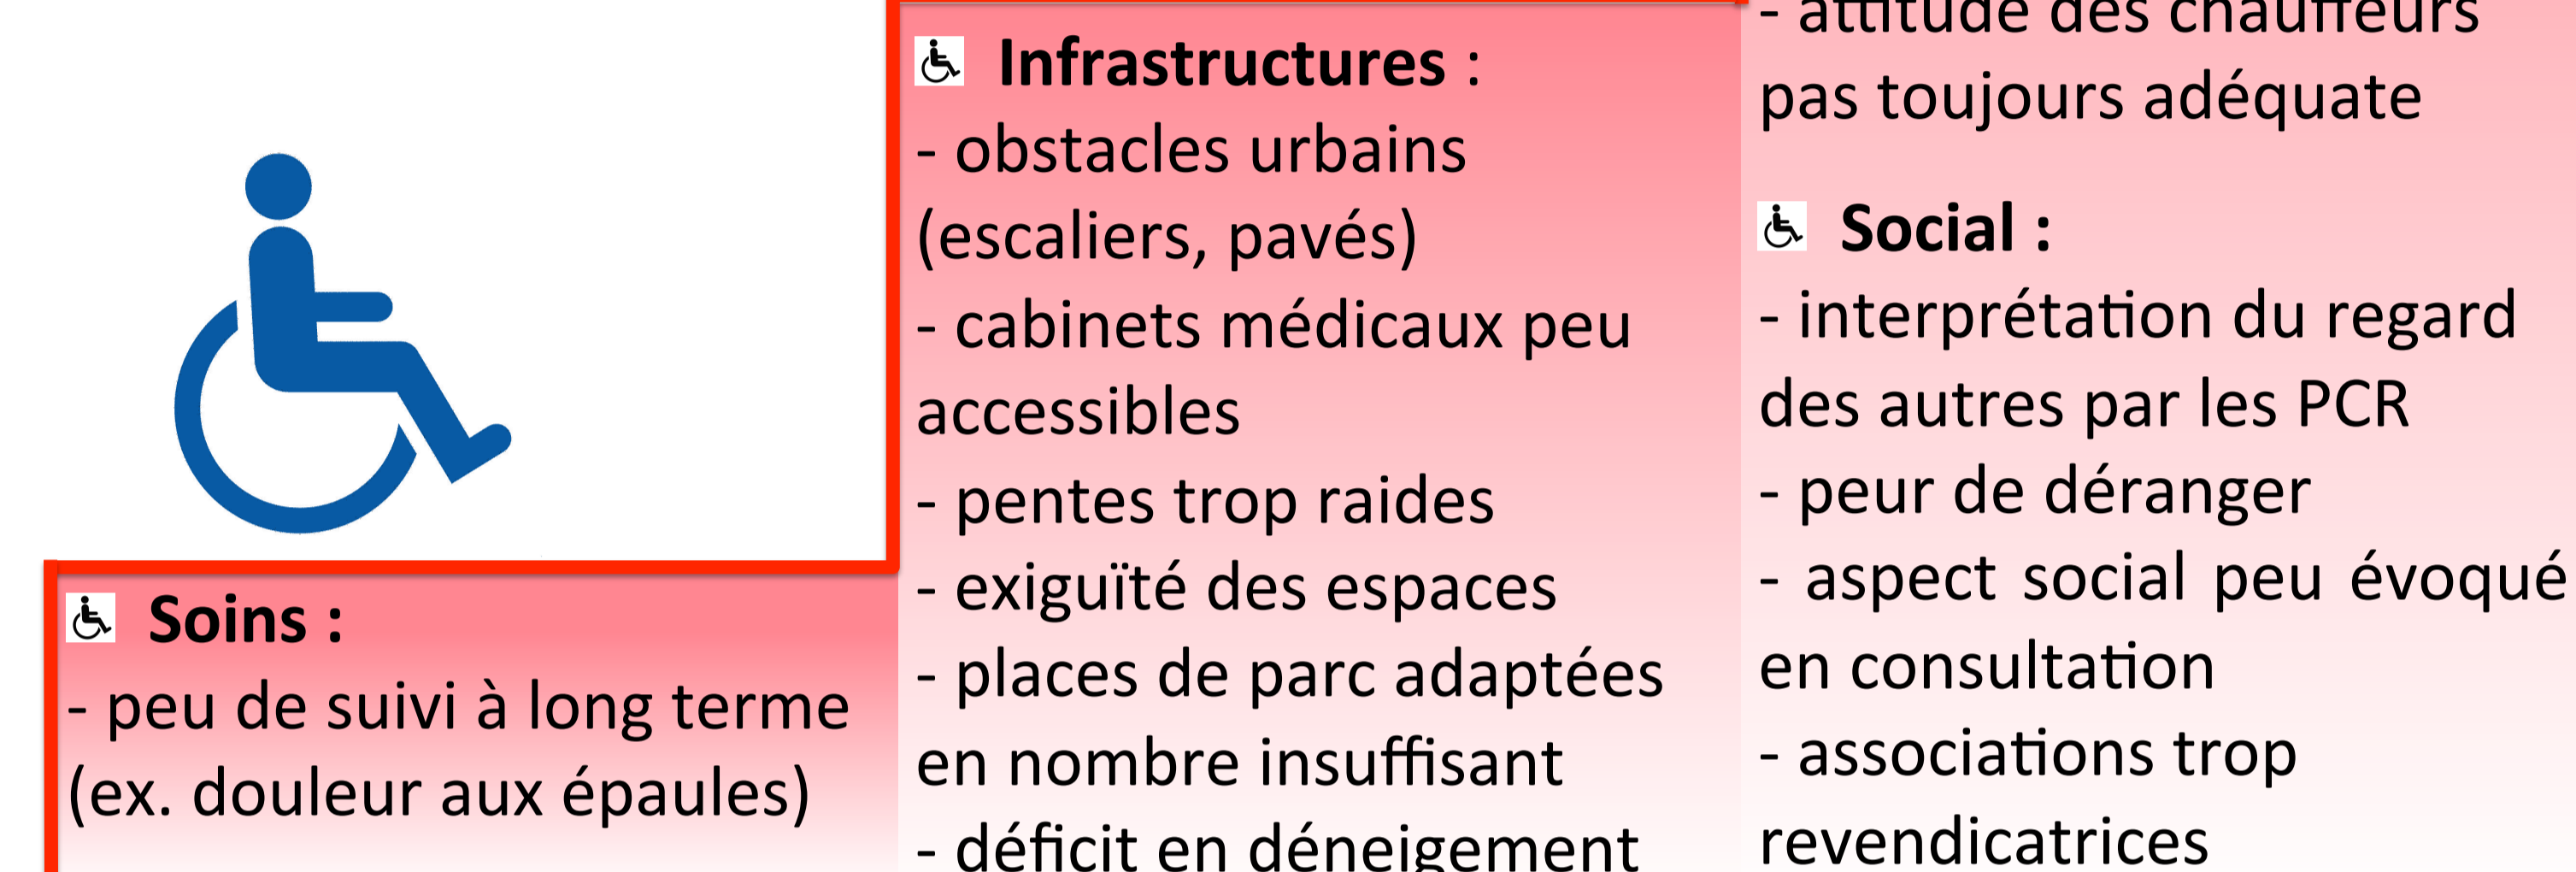 Soins :
- peu de suivi à long terme
(ex. douleur aux épaules)
Infrastructures :
- obstacles urbains
(escaliers, pavés)
- cabinets médicaux peu
accessibles
- pentes trop raides
- exiguïté des espaces
- places de parc adaptées
en nombre insuffisant
- déficit en déneigement
- attitude des chauffeurs
pas toujours adéquate
Social :
- interprétation du regard
des autres par les PCR
- peur de déranger
- aspect social peu évoqué
en consultation
- associations trop
revendicatrices